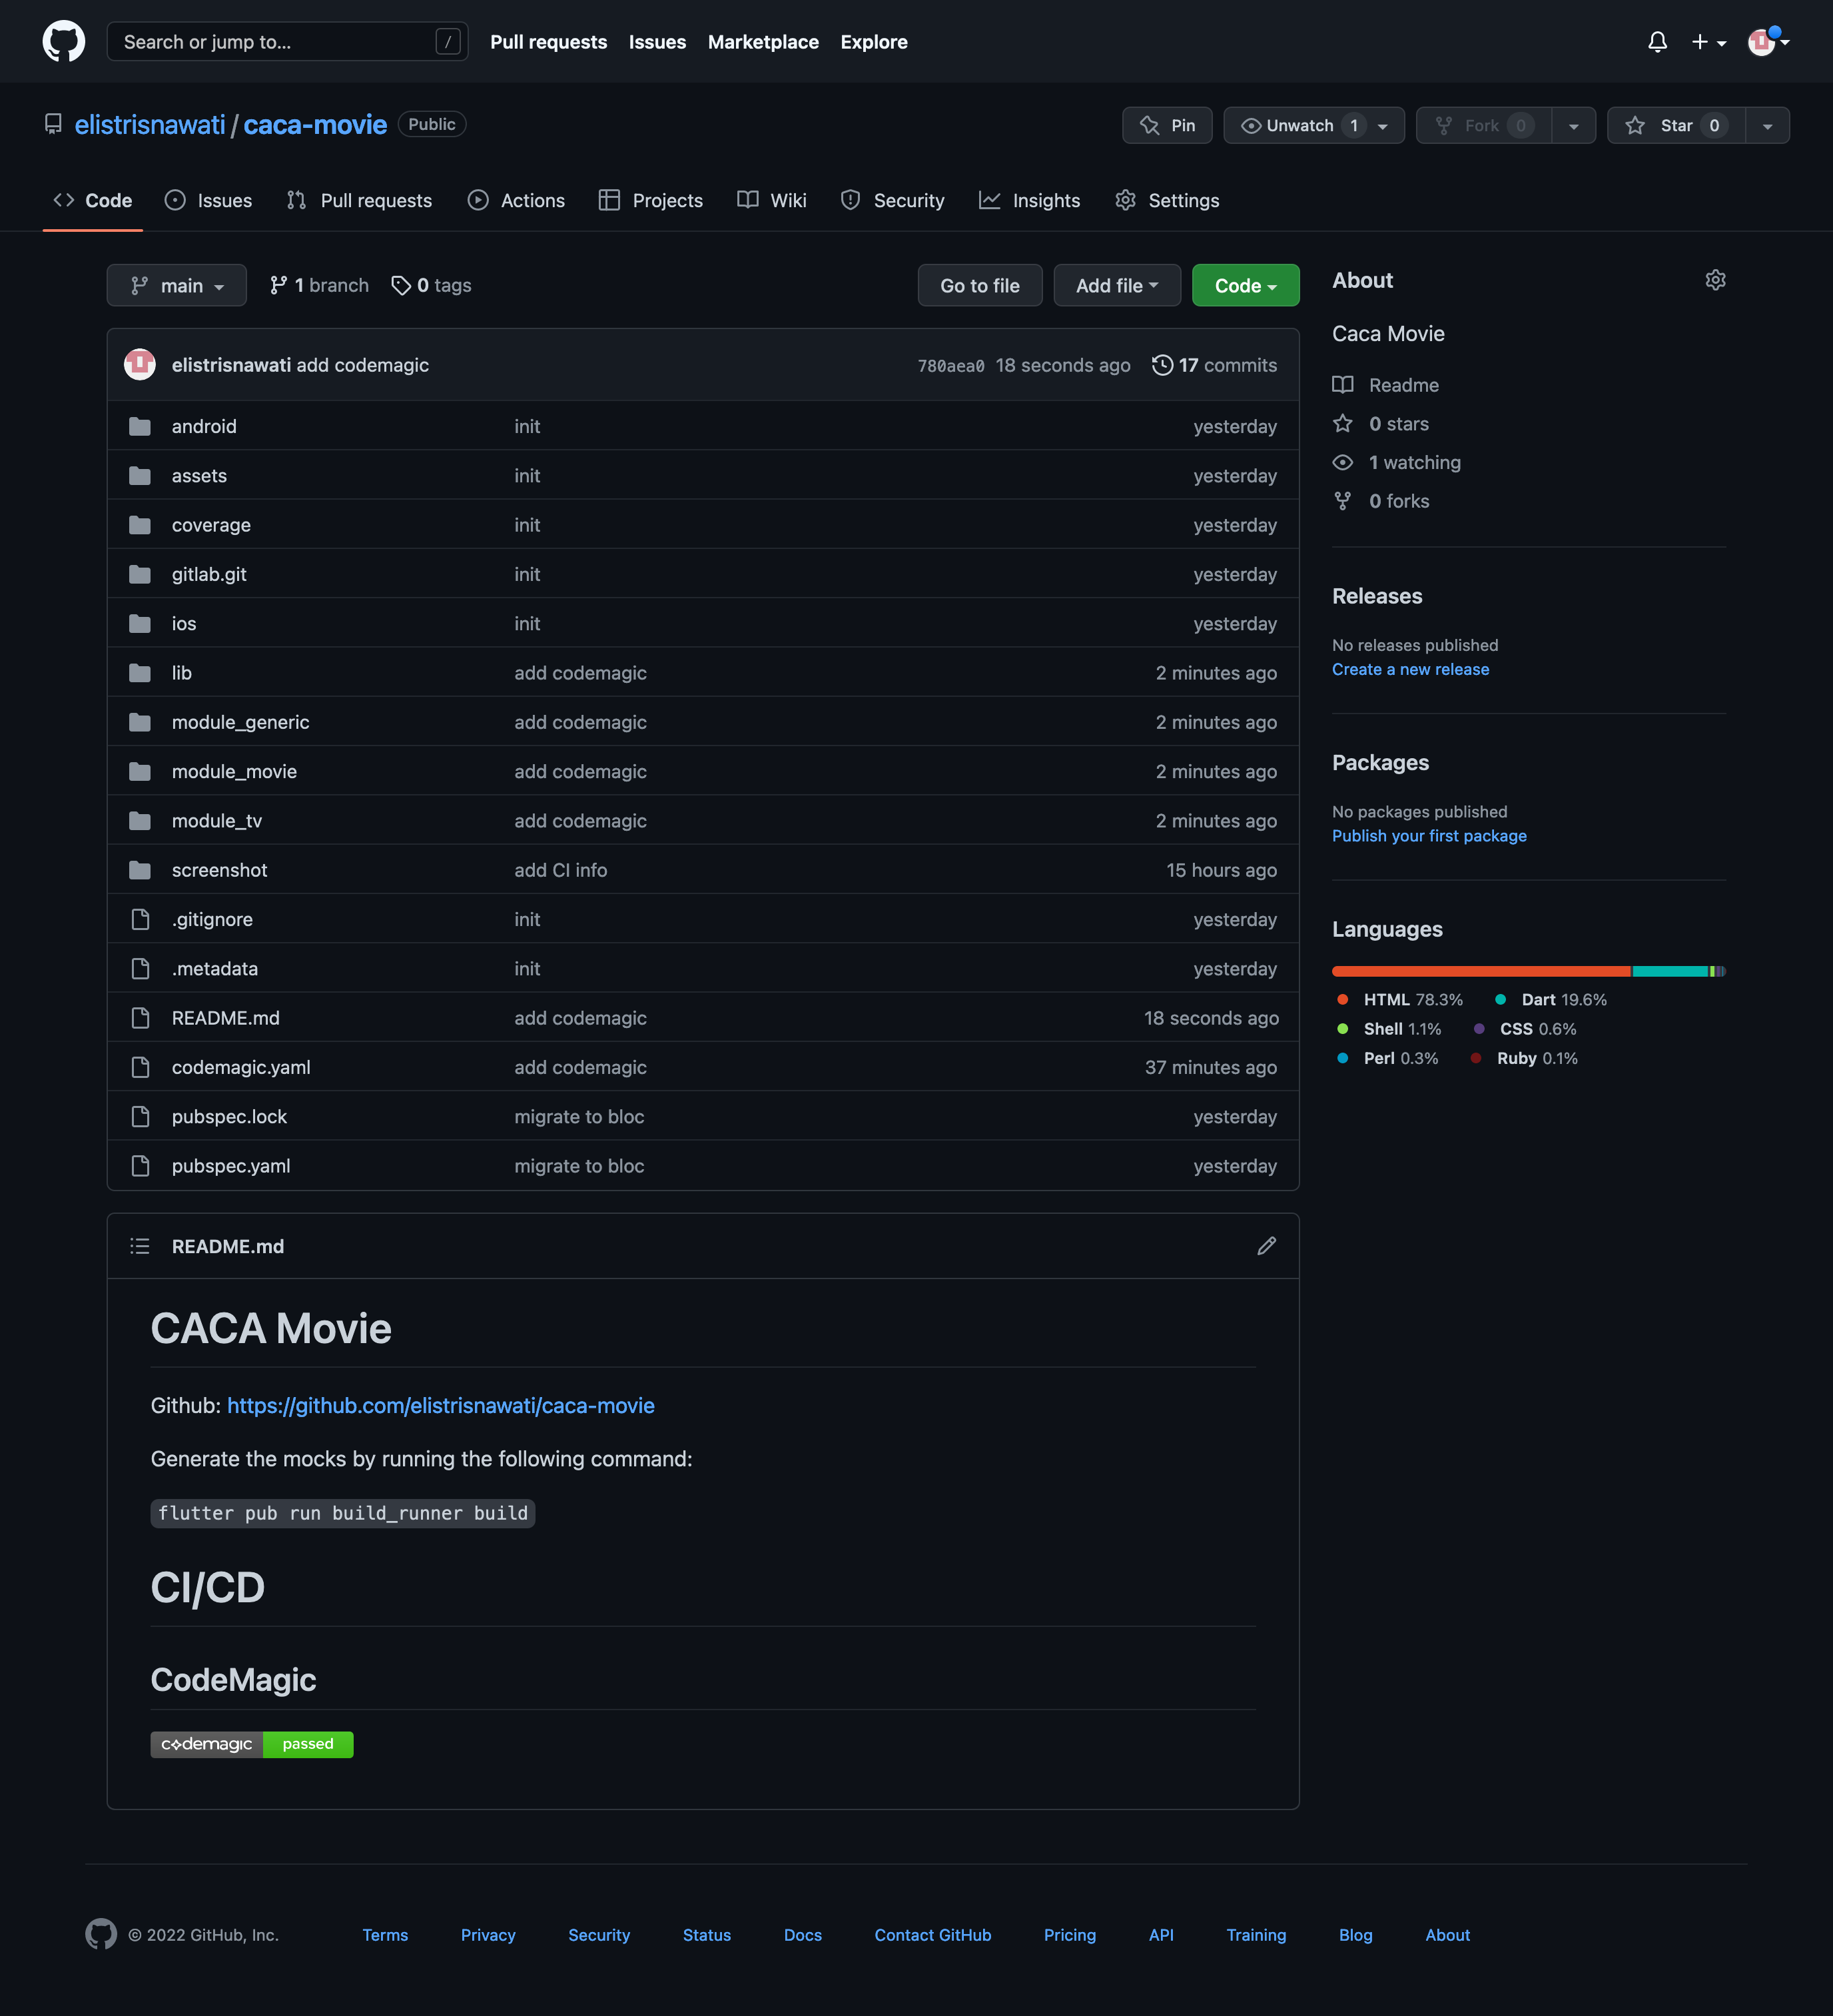 Search or jump to... /
Pull requests Issues Marketplace Explore
elistrisnawati / caca-movie Public
Pin Unwatch 1 Fork 0 Star 0
Code Issues Pull requests Actions Projects Wiki Security Insights Settings
main 1 branch 0 tags Go to file Add file Code
elistrisnawati add codemagic 780aea0 18 seconds ago 17 commits
android init yesterday
assets init yesterday
coverage init yesterday
gitlab.git init yesterday
ios init yesterday
lib add codemagic 2 minutes ago
module_generic add codemagic 2 minutes ago
module_movie add codemagic 2 minutes ago
module_tv add codemagic 2 minutes ago
screenshot add CI info 15 hours ago
.gitignore init yesterday
.metadata init yesterday
README.md add codemagic 18 seconds ago
codemagic.yaml add codemagic 37 minutes ago
pubspec.lock migrate to bloc yesterday
pubspec.yaml migrate to bloc yesterday
README.md
CACA Movie
Github: https://github.com/elistrisnawati/caca-movie
Generate the mocks by running the following command:
flutter pub run build_runner build
CI/CD
CodeMagic
codemagic passed
About
Caca Movie
Readme
0 stars
1 watching
0 forks
Releases
No releases published
Create a new release
Packages
No packages published
Publish your first package
Languages
HTML 78.3% Dart 19.6%
Shell 1.1% CSS 0.6%
Perl 0.3% Ruby 0.1%
© 2022 GitHub, Inc. Terms Privacy Security Status Docs Contact GitHub Pricing API Training Blog About